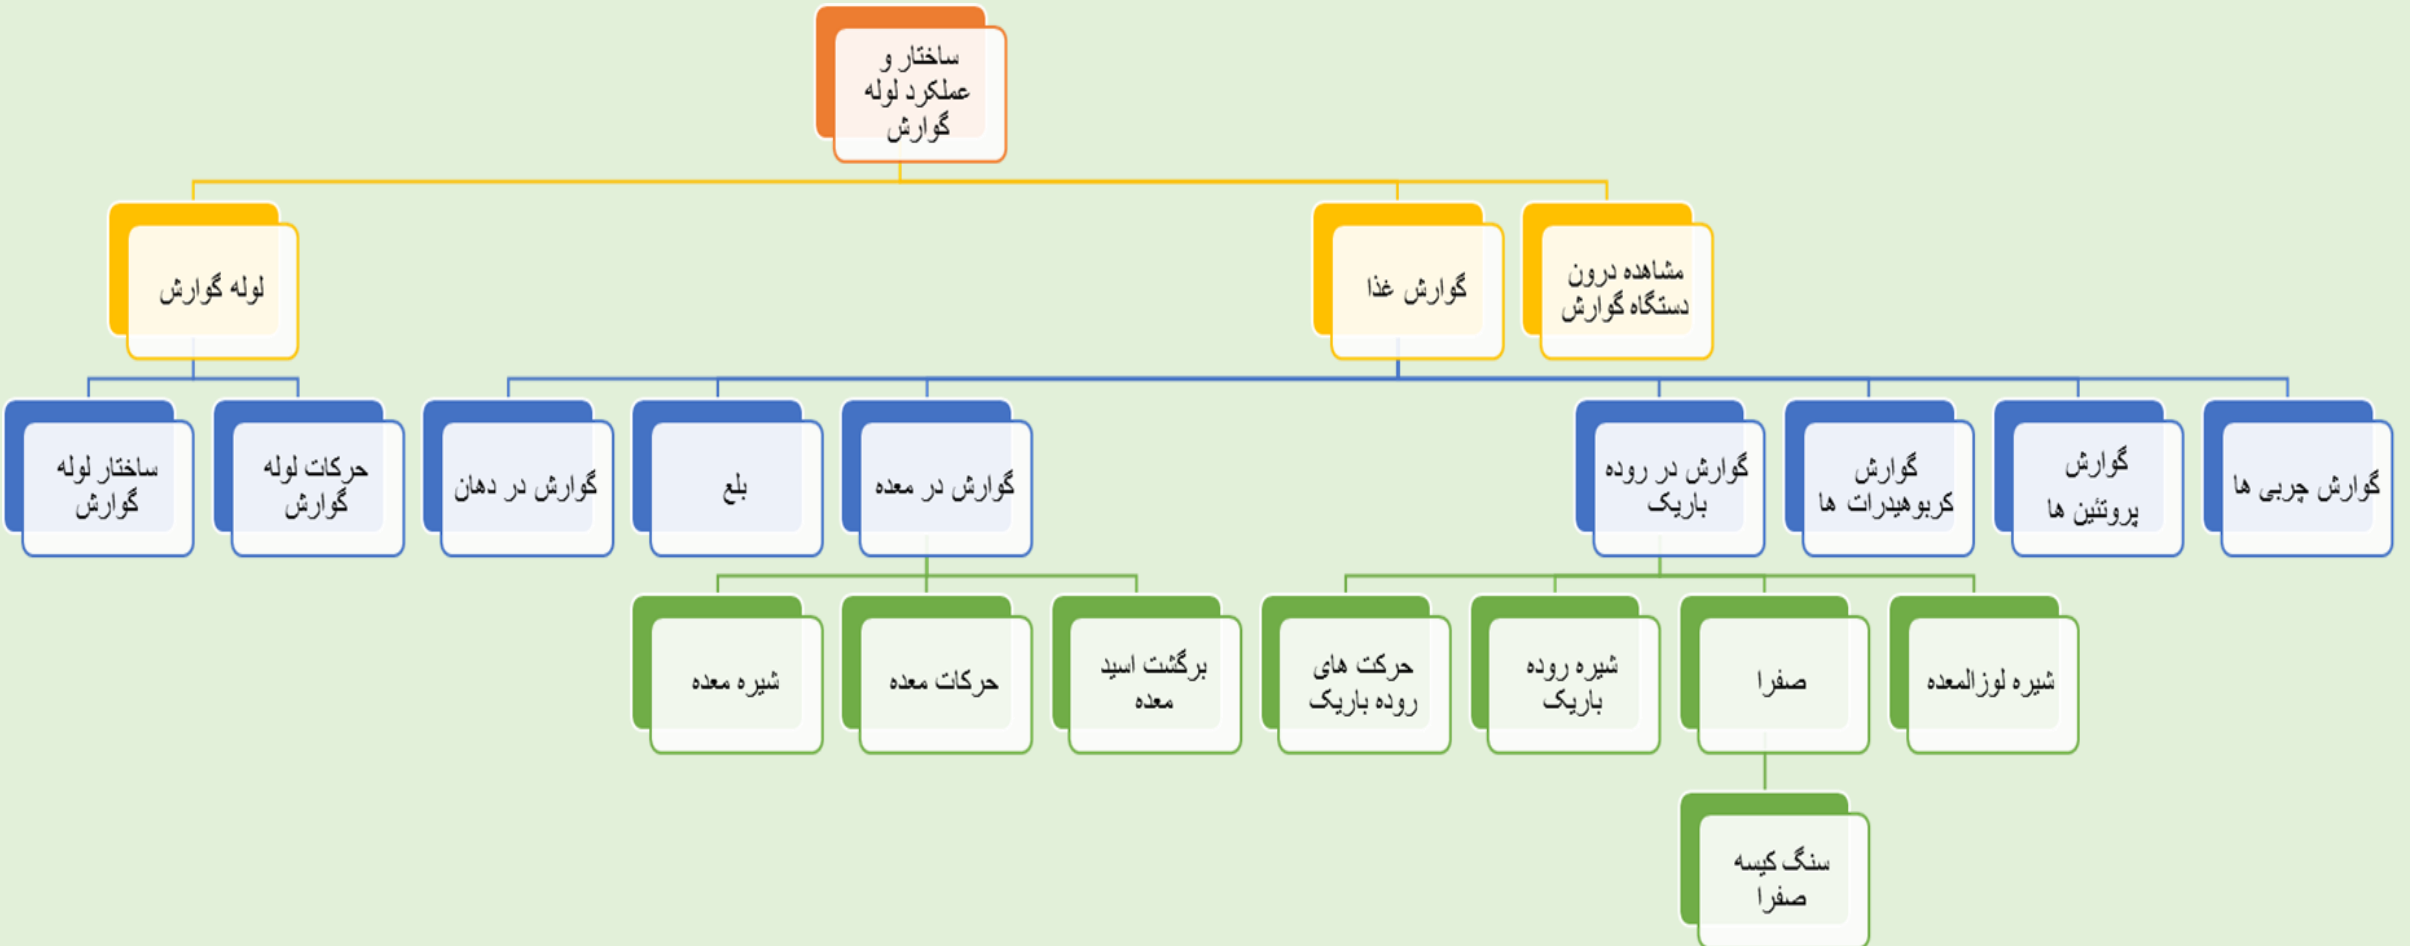 ساختار و
عملکرد لوله
گوارش
لوله گوارش
گوارش غذا
مشاهده درون
دستگاه گوارش
ساختار لوله
گوارش
حرکات لوله
گوارش
گوارش در دهان
بلع
گوارش در معده
گوارش در روده
باریک
گوارش
کربوهیدرات ها
گوارش
پروتئین ها
گوارش چربی ها
شیره معده
حرکات معده
برگشت اسید
معده
حرکت های
روده باریک
شیره روده
باریک
صفرا
شیره لوزالمعده
سنگ کیسه
صفرا